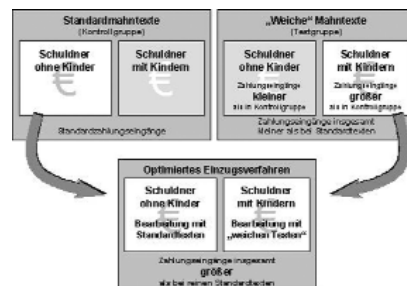 Standardmahntexte
(Kontrollgruppe)
Schuldner
ohne Kinder
€
Schuldner
mit Kindern
€
Standardzahlungseingänge
„Weiche“ Mahntexte
(Testgruppe)
Schuldner
ohne Kinder
€
Zahlungseingänge
kleiner
als in Kontrollgruppe
Schuldner
mit Kindern
€
Zahlungseingänge
größer
als in Kontrollgruppe
Zahlungseingänge insgesamt
kleiner als bei Standardtexten
Optimiertes Einzugsverfahren
Schuldner
ohne Kinder
€
Bearbeitung mit
Standardtexten
Schuldner
mit Kindern
€
Bearbeitung mit
„weichen Texten“
Zahlungseingänge insgesamt
größer
als bei reinen Standardtexten